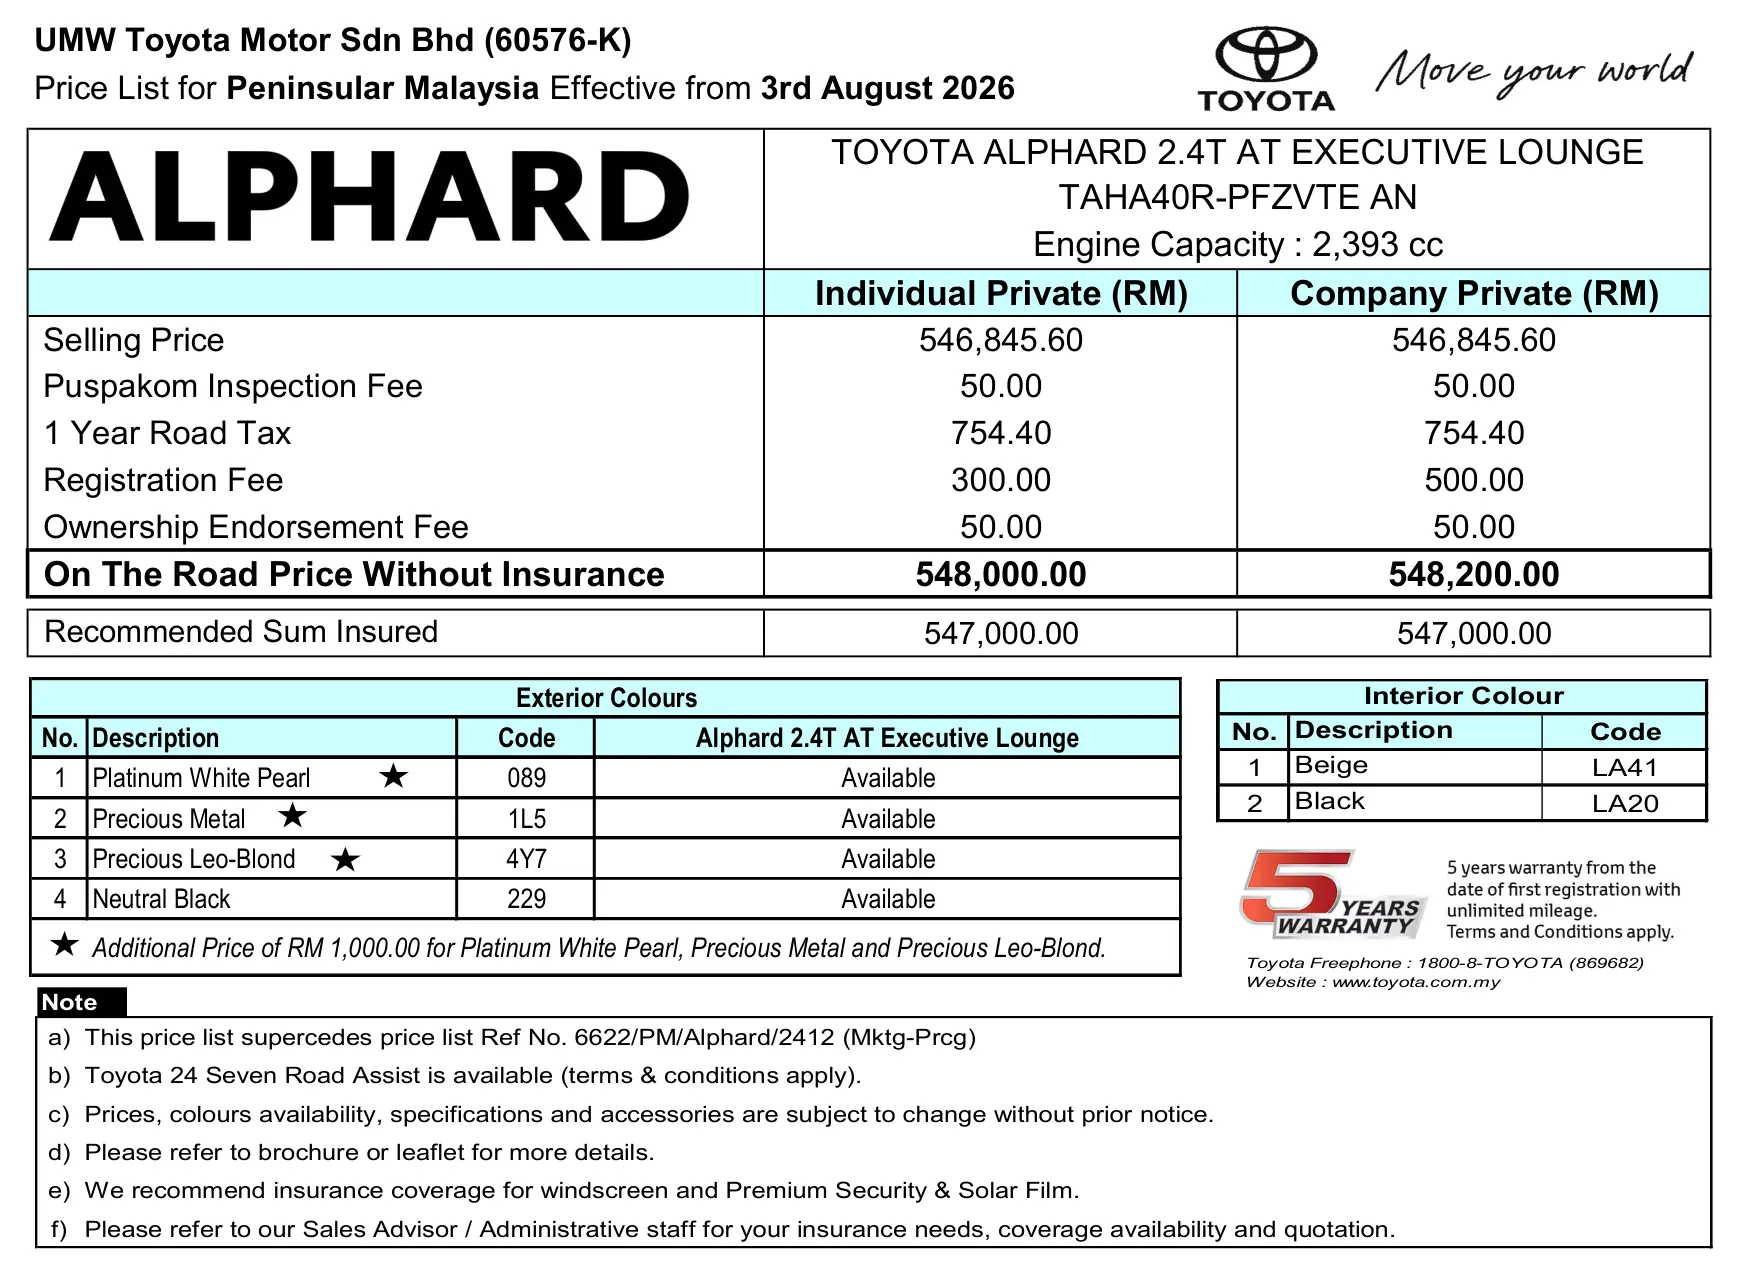 UMW Toyota Motor Sdn Bhd (60576-K)
Price List for Peninsular Malaysia Effective from 3rd August 2026
TOYOTA
Move your world
ALPHARD
TOYOTA ALPHARD 2.4T AT EXECUTIVE LOUNGE
TAHA40R-PFZVTE AN
Engine Capacity : 2,393 cc
Individual Private (RM) Company Private (RM)
Selling Price 546,845.60 546,845.60
Puspakom Inspection Fee 50.00 50.00
1 Year Road Tax 754.40 754.40
Registration Fee 300.00 500.00
Ownership Endorsement Fee 50.00 50.00
On The Road Price Without Insurance 548,000.00 548,200.00
Recommended Sum Insured 547,000.00 547,000.00
Exterior Colours
No. Description Code Alphard 2.4T AT Executive Lounge
1 Platinum White Pearl ★ 089 Available
2 Precious Metal ★ 1L5 Available
3 Precious Leo-Blond ★ 4Y7 Available
4 Neutral Black 229 Available
★ Additional Price of RM 1,000.00 for Platinum White Pearl, Precious Metal and Precious Leo-Blond.
Interior Colour
No. Description Code
1 Beige LA41
2 Black LA20
5 YEARS
WARRANTY
5 years warranty from the
date of first registration with
unlimited mileage.
Terms and Conditions apply.
Toyota Freephone : 1800-8-TOYOTA (869682)
Website : www.toyota.com.my
Note
a) This price list supercedes price list Ref No. 6622/PM/Alphard/2412 (Mktg-Prcg)
b) Toyota 24 Seven Road Assist is available (terms & conditions apply).
c) Prices, colours availability, specifications and accessories are subject to change without prior notice.
d) Please refer to brochure or leaflet for more details.
e) We recommend insurance coverage for windscreen and Premium Security & Solar Film.
f) Please refer to our Sales Advisor / Administrative staff for your insurance needs, coverage availability and quotation.